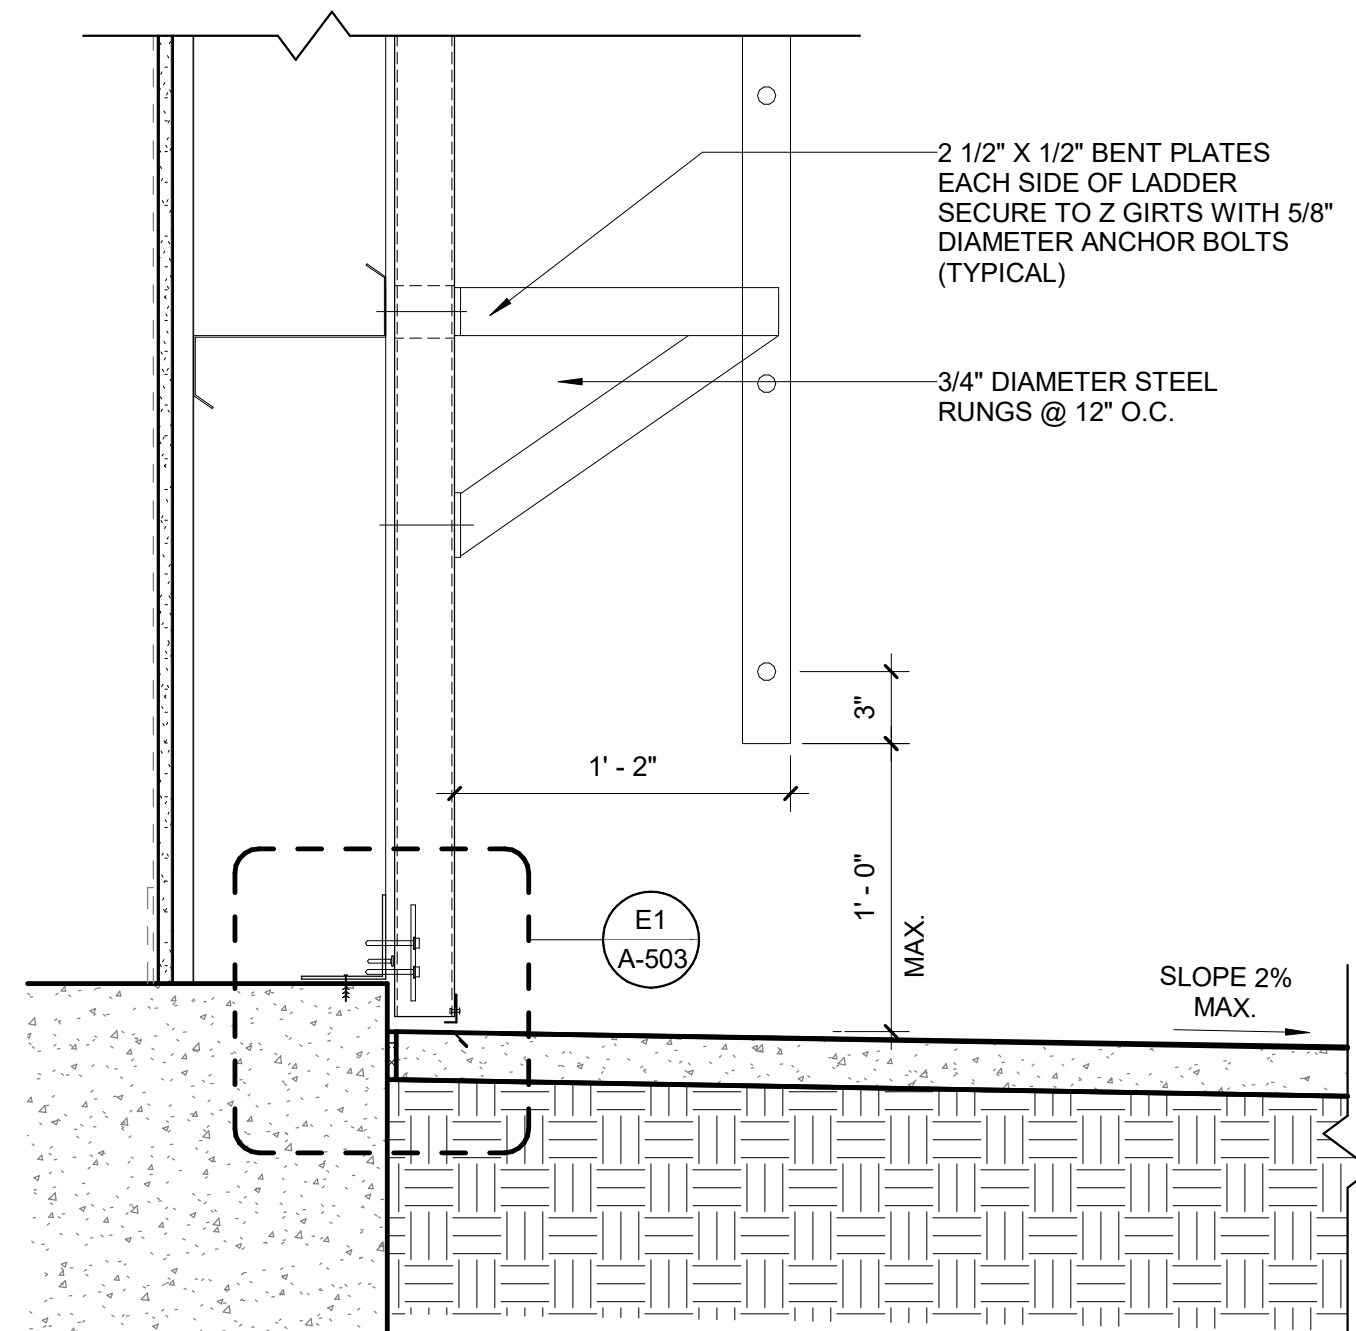 2 1/2" X 1/2" BENT PLATES
EACH SIDE OF LADDER
SECURE TO Z GIRTS WITH 5/8"
DIAMETER ANCHOR BOLTS
(TYPICAL)
3/4" DIAMETER STEEL
RUNGS @ 12" O.C.
3"
1' - 2"
1' - 0"
MAX.
E1
A-503
SLOPE 2%
MAX.